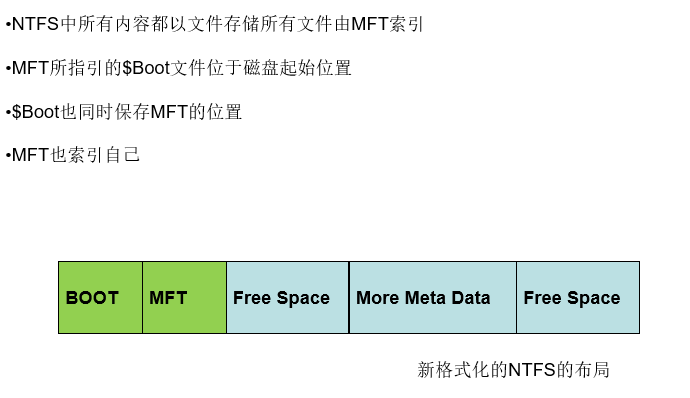 •NTFS中所有内容都以文件存储所有文件由MFT索引
•MFT所指引的$Boot文件位于磁盘起始位置
•$Boot也同时保存MFT的位置
•MFT也索引自己
BOOT MFT Free Space More Meta Data Free Space
新格式化的NTFS的布局